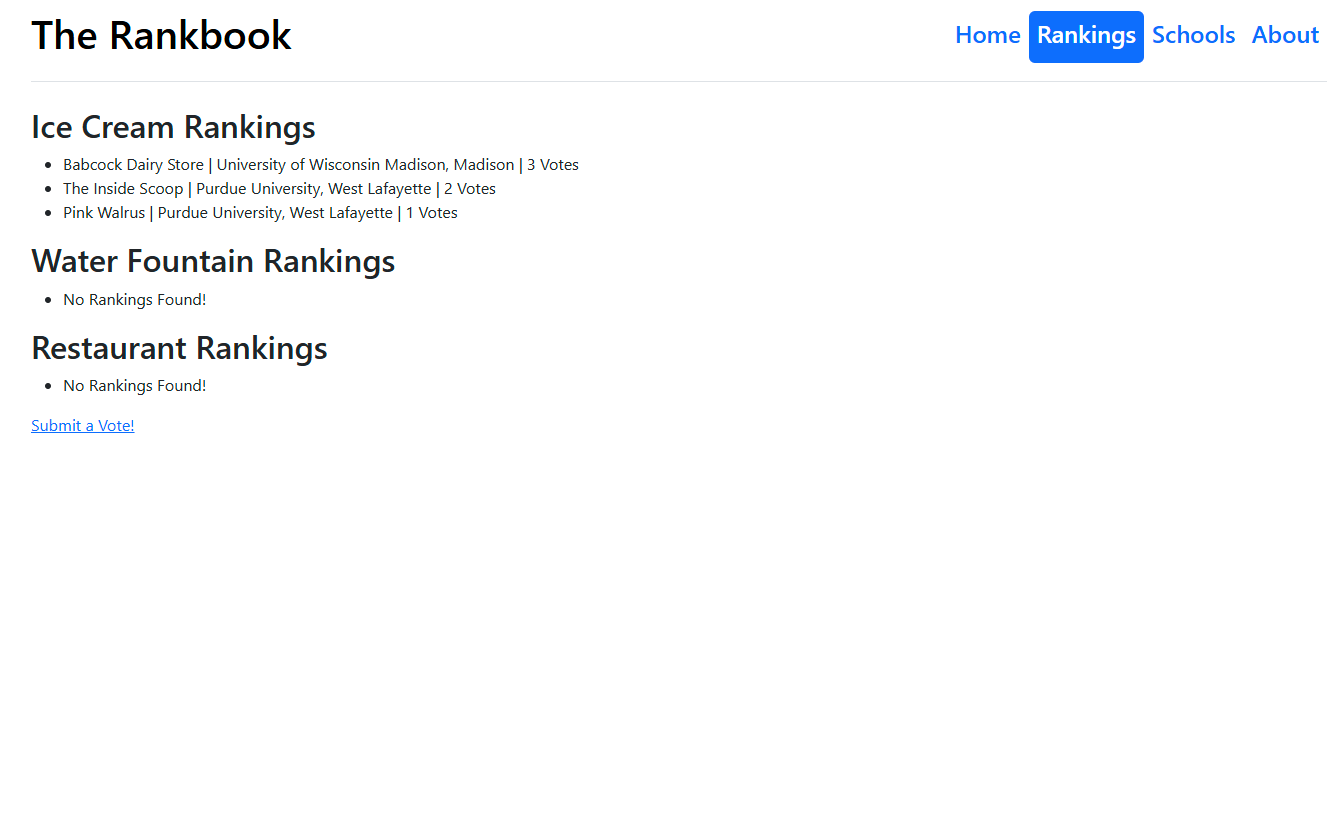 The Rankbook
Home Rankings Schools About
Ice Cream Rankings
Babcock Dairy Store | University of Wisconsin Madison, Madison | 3 Votes
The Inside Scoop | Purdue University, West Lafayette | 2 Votes
Pink Walrus | Purdue University, West Lafayette | 1 Votes
Water Fountain Rankings
No Rankings Found!
Restaurant Rankings
No Rankings Found!
Submit a Vote!